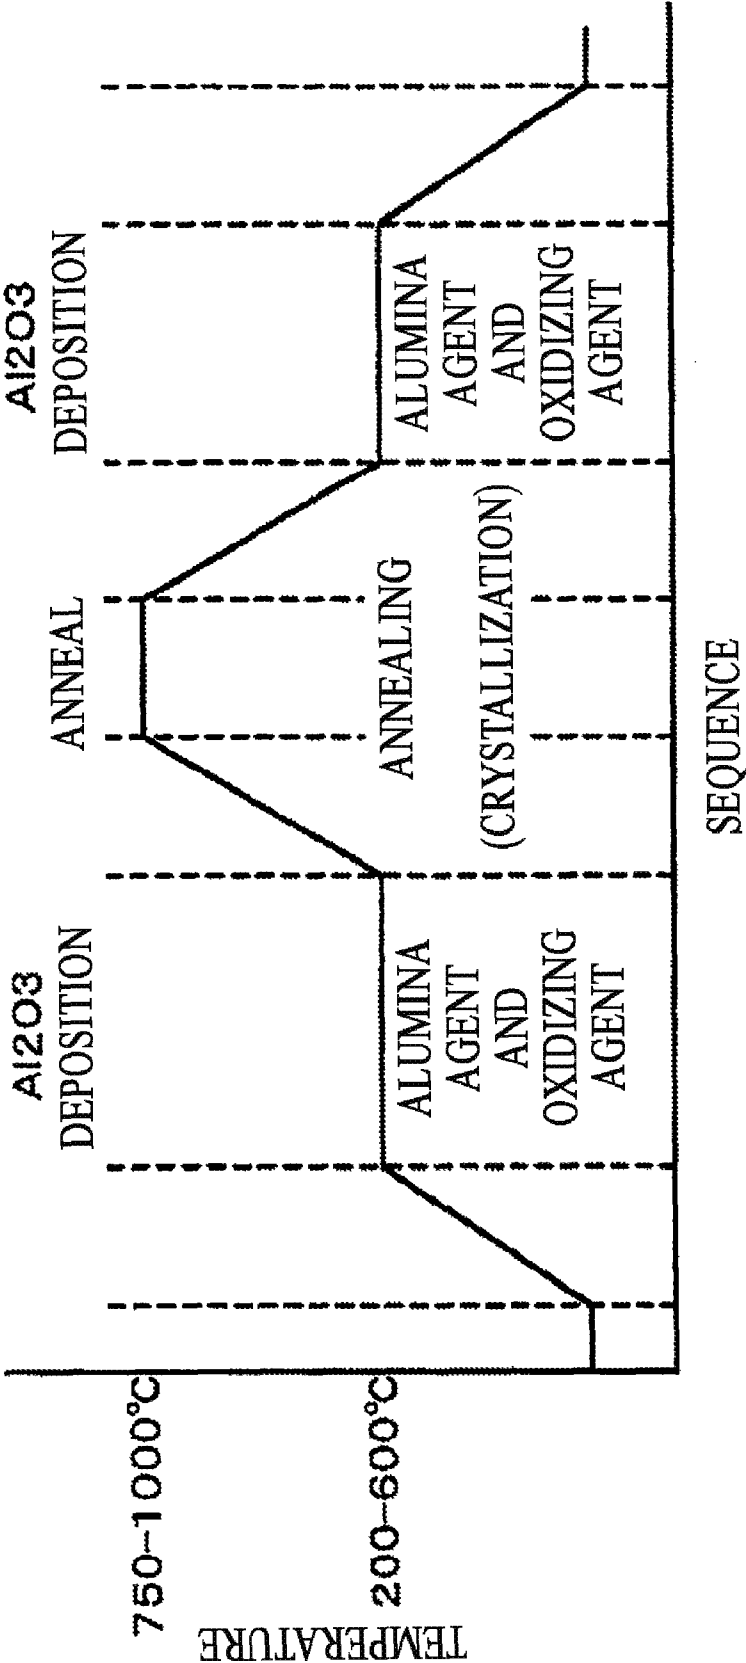 Al2O3
DEPOSITION
ANNEAL
Al2O3
DEPOSITION
750-1000°C
200-600°C
TEMPERATURE
ALUMINA
AGENT
AND
OXIDIZING
AGENT
ANNEALING
(CRYSTALLIZATION)
ALUMINA
AGENT
AND
OXIDIZING
AGENT
SEQUENCE